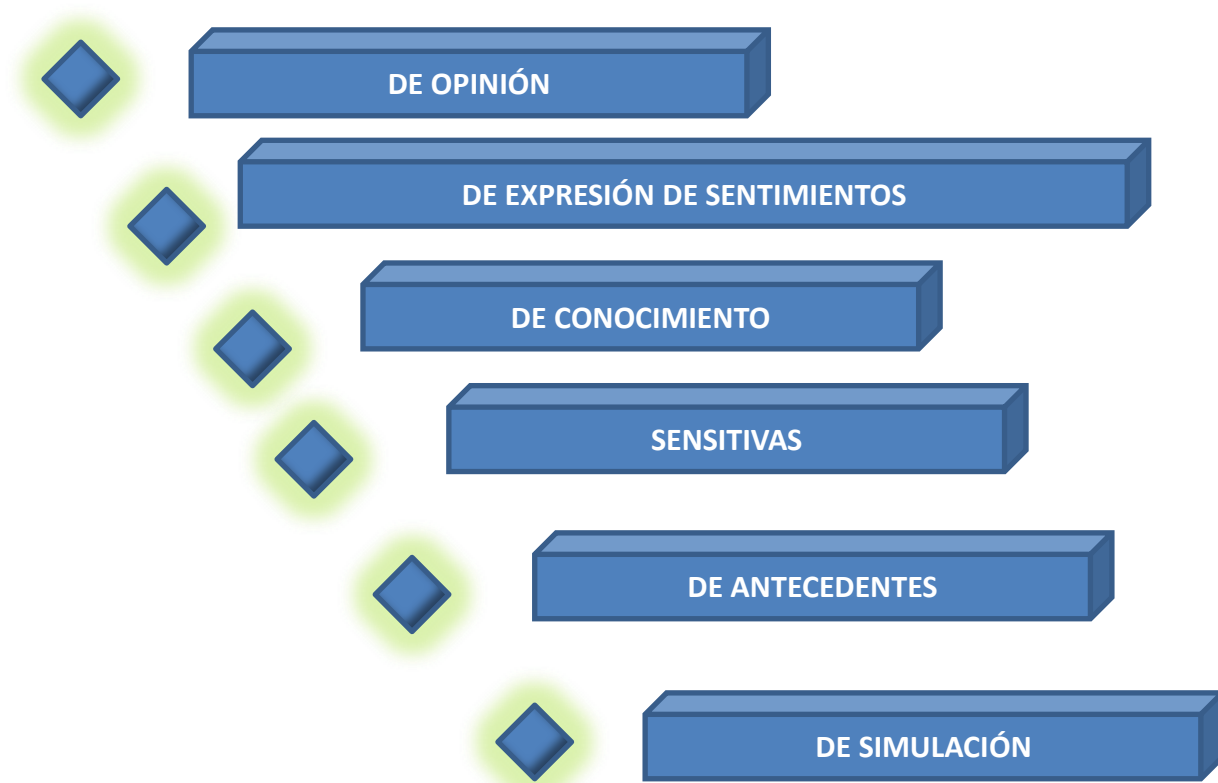 DE OPINIÓN
DE EXPRESIÓN DE SENTIMIENTOS
DE CONOCIMIENTO
SENSITIVAS
DE ANTECEDENTES
DE SIMULACIÓN